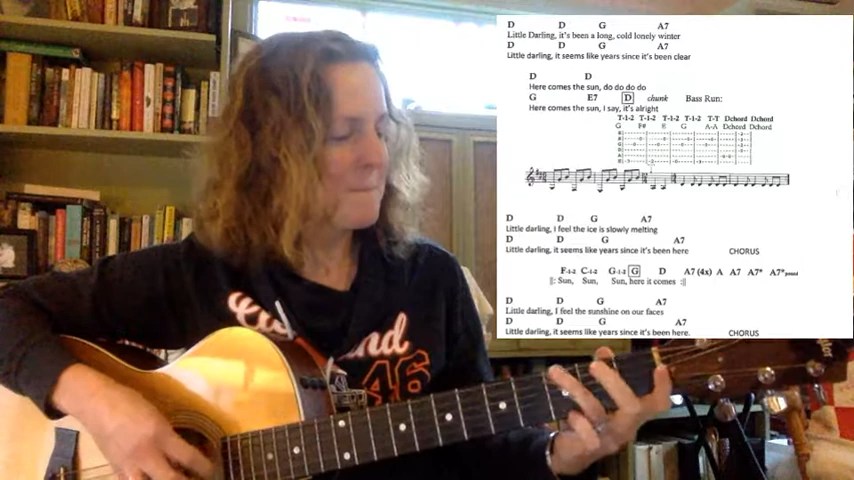 D D G A7
Little Darling, it's been a long, cold lonely winter
D D G A7
Little darling, it seems like years since it's been clear
D D
Here comes the sun, do do do do
G E7 D chunk Bass Run:
Here comes the sun, I say, it's alright
T-1-2 T-1-2 T-1-2 T-1-2 T-T Dchord Dchord
G F# E G A-A Dchord Dchord
D D G A7
Little darling, I feel the ice is slowly melting
D D G A7
Little darling, it seems like years since it's been here CHORUS
F-1-2 C-1-2 G-1-2 G D A7 (4x) A A7 A7* A7*
||: Sun, Sun, Sun, here it comes :||
D D G A7
Little darling, I feel the sunshine on our faces
D D G A7
Little darling, it seems like years since it's been here. CHORUS
Cleveland
46
Taylor